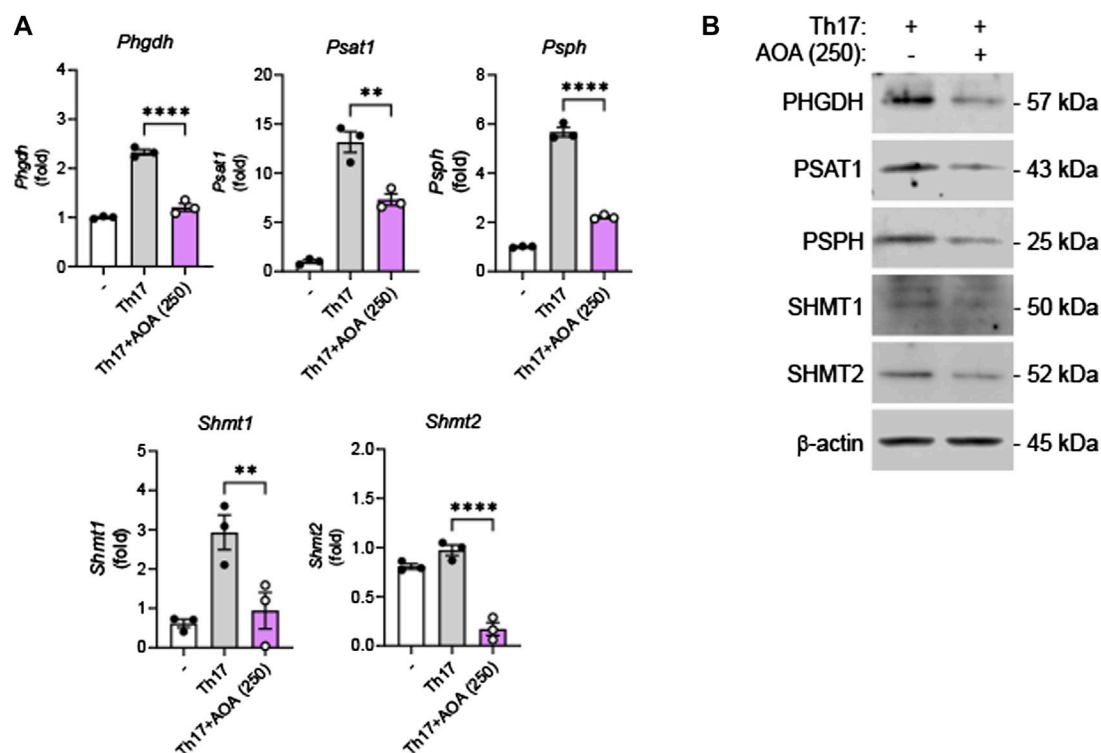 A
Phgdh
Phgdh
(fold)
4
3
2
1
0
****
-
Th17
Th17+AOA (250)
Psat1
Psat1
(fold)
20
15
10
5
0
**
-
Th17
Th17+AOA (250)
Psph
Psph
(fold)
8
6
4
2
0
****
-
Th17
Th17+AOA (250)
Shmt1
Shmt1
(fold)
5
4
3
2
1
0
**
-
Th17
Th17+AOA (250)
Shmt2
Shmt2
(fold)
2.0
1.5
1.0
0.5
0.0
****
-
Th17
Th17+AOA (250)
B
Th17: + +
AOA (250): - +
PHGDH - 57 kDa
PSAT1 - 43 kDa
PSPH - 25 kDa
SHMT1 - 50 kDa
SHMT2 - 52 kDa
β-actin - 45 kDa